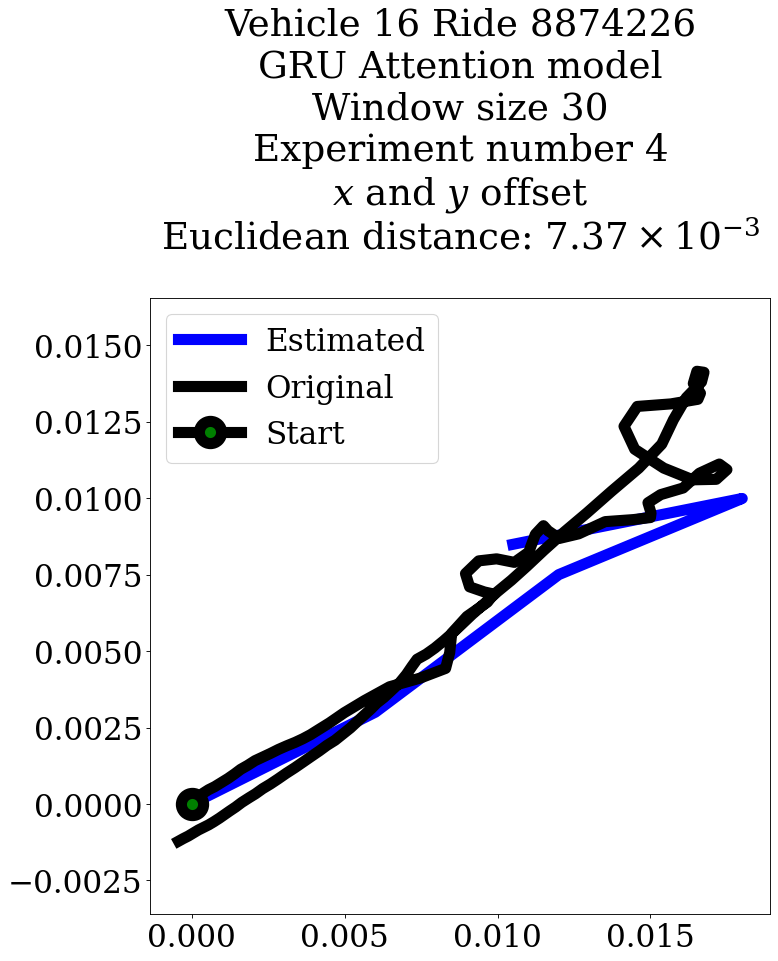 Vehicle 16 Ride 8874226
GRU Attention model
Window size 30
Experiment number 4
x and y offset
Euclidean distance: 7.37 × 10⁻³
Estimated
Original
Start
0.0150
0.0125
0.0100
0.0075
0.0050
0.0025
0.0000
−0.0025
0.000 0.005 0.010 0.015